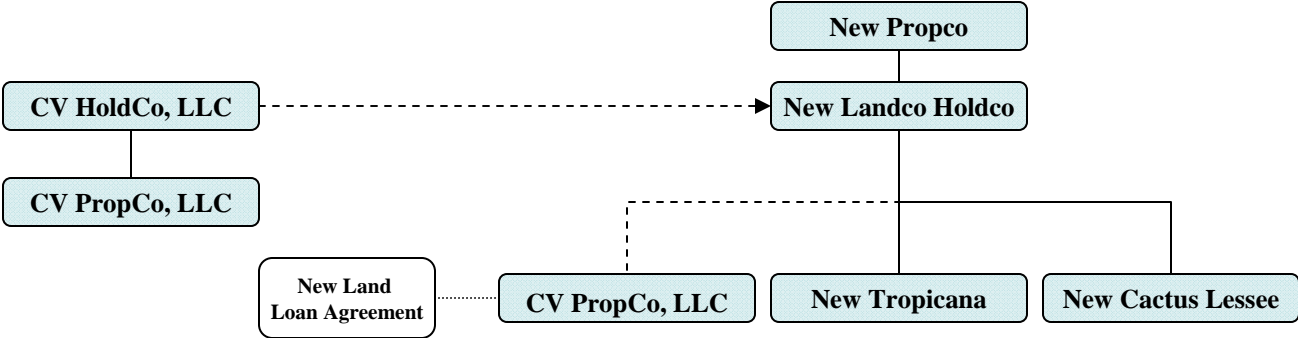 New Propco
CV HoldCo, LLC
New Landco Holdco
CV PropCo, LLC
New Land
Loan Agreement
CV PropCo, LLC
New Tropicana
New Cactus Lessee